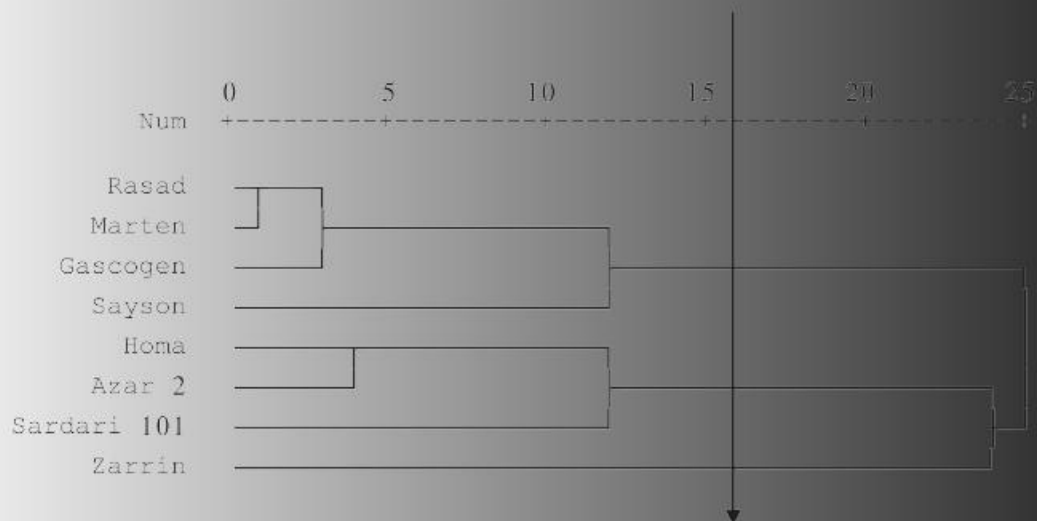 0 5 10 15 20 25
Num
Rasad
Marten
Gascogen
Sayson
Homa
Azar 2
Sardari 101
Zarrin